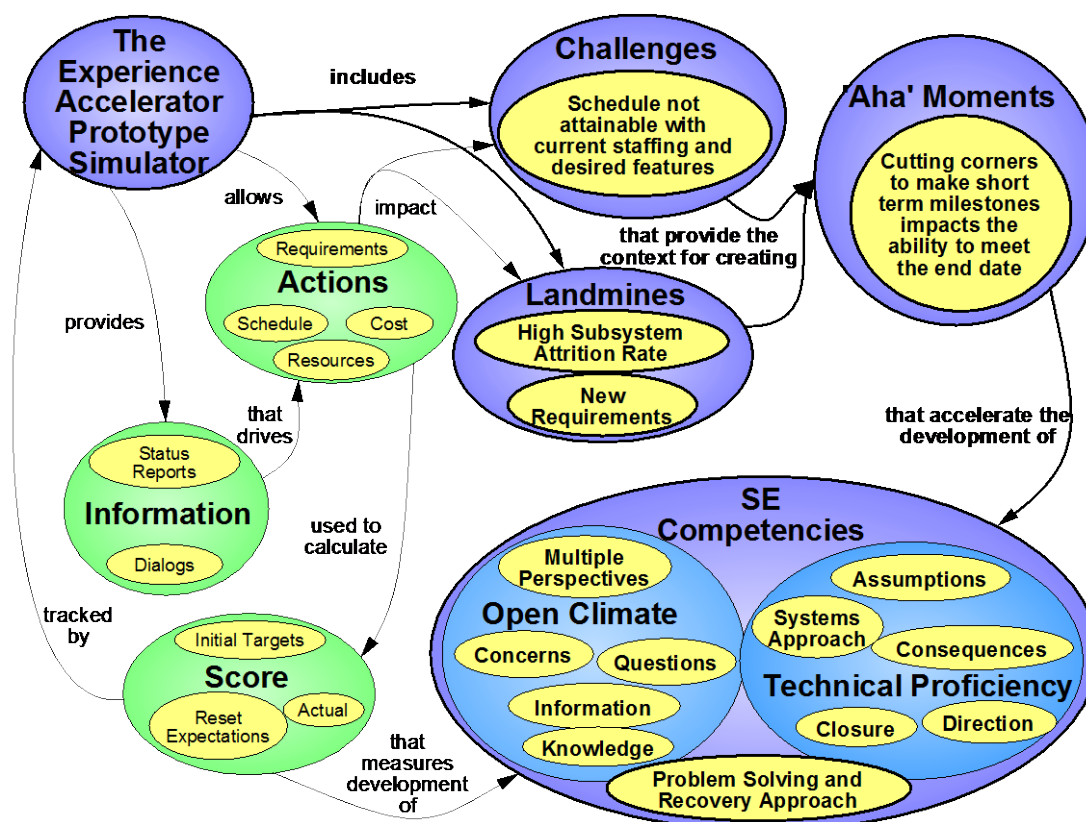 The
Experience
Accelerator
Prototype
Simulator
includes
Challenges
Schedule not
attainable with
current staffing and
desired features
'Aha' Moments
Cutting corners
to make short
term milestones
impacts the
ability to meet
the end date
allows
impact
that provide the
context for creating
Requirements
Actions
Schedule
Cost
Resources
Landmines
High Subsystem
Attrition Rate
New
Requirements
provides
that
drives
Status
Reports
Information
Dialogs
that accelerate the
development of
used to
calculate
tracked
by
Initial Targets
Score
Reset
Expectations
Actual
that
measures
development
of
SE
Competencies
Multiple
Perspectives
Open Climate
Concerns
Questions
Information
Knowledge
Assumptions
Systems
Approach
Consequences
Technical Proficiency
Closure
Direction
Problem Solving and
Recovery Approach